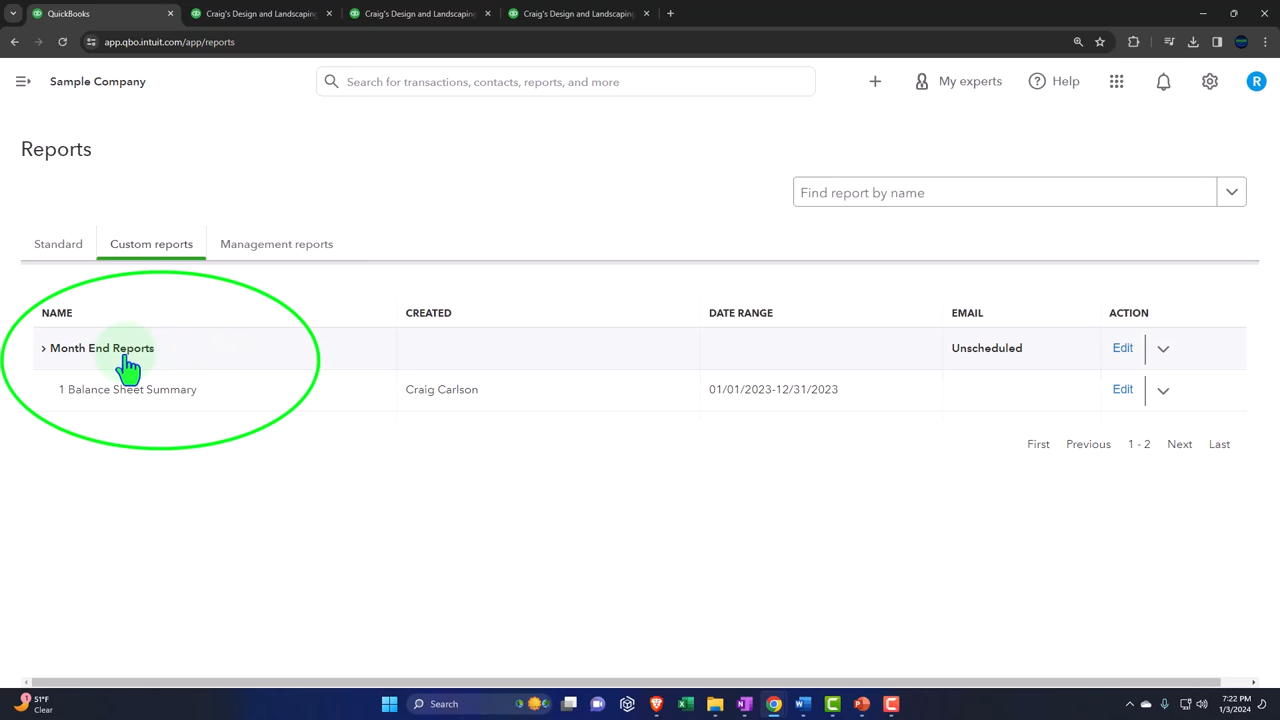 QuickBooks
Craig's Design and Landscaping
Craig's Design and Landscaping
Craig's Design and Landscaping
app.qbo.intuit.com/app/reports
Sample Company
Search for transactions, contacts, reports, and more
My experts
Help
R
Reports
Find report by name
Standard
Custom reports
Management reports
NAME CREATED DATE RANGE EMAIL ACTION
Month End Reports Unscheduled Edit
1 Balance Sheet Summary Craig Carlson 01/01/2023-12/31/2023 Edit
First Previous 1 - 2 Next Last
1
51°F
Clear
Search
7:22 PM
1/3/2024